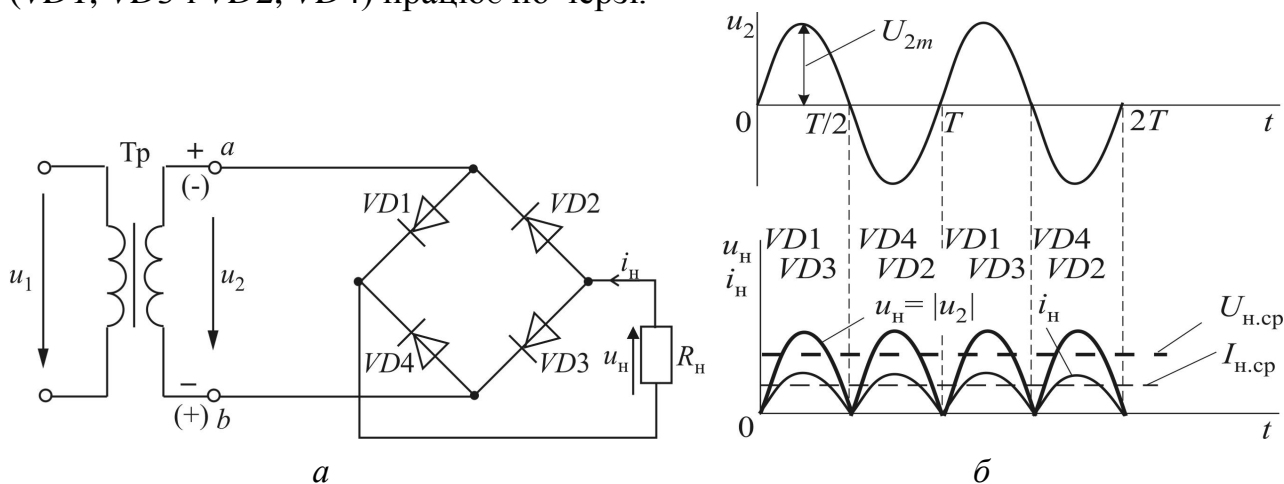 (VD1, VD3 і VD2, VD4) працює по черзі.
u2 U2m
0 T/2 T 2T t
Тр + a
(-)
VD1 VD2
u1 u2
iн
VD4 VD3 uн Rн
−
(+) b
а
uн VD1 VD4 VD1 VD4
iн VD3 VD2 VD3 VD2
uн= |u2| iн
Uн.ср
Iн.ср
0 t
б